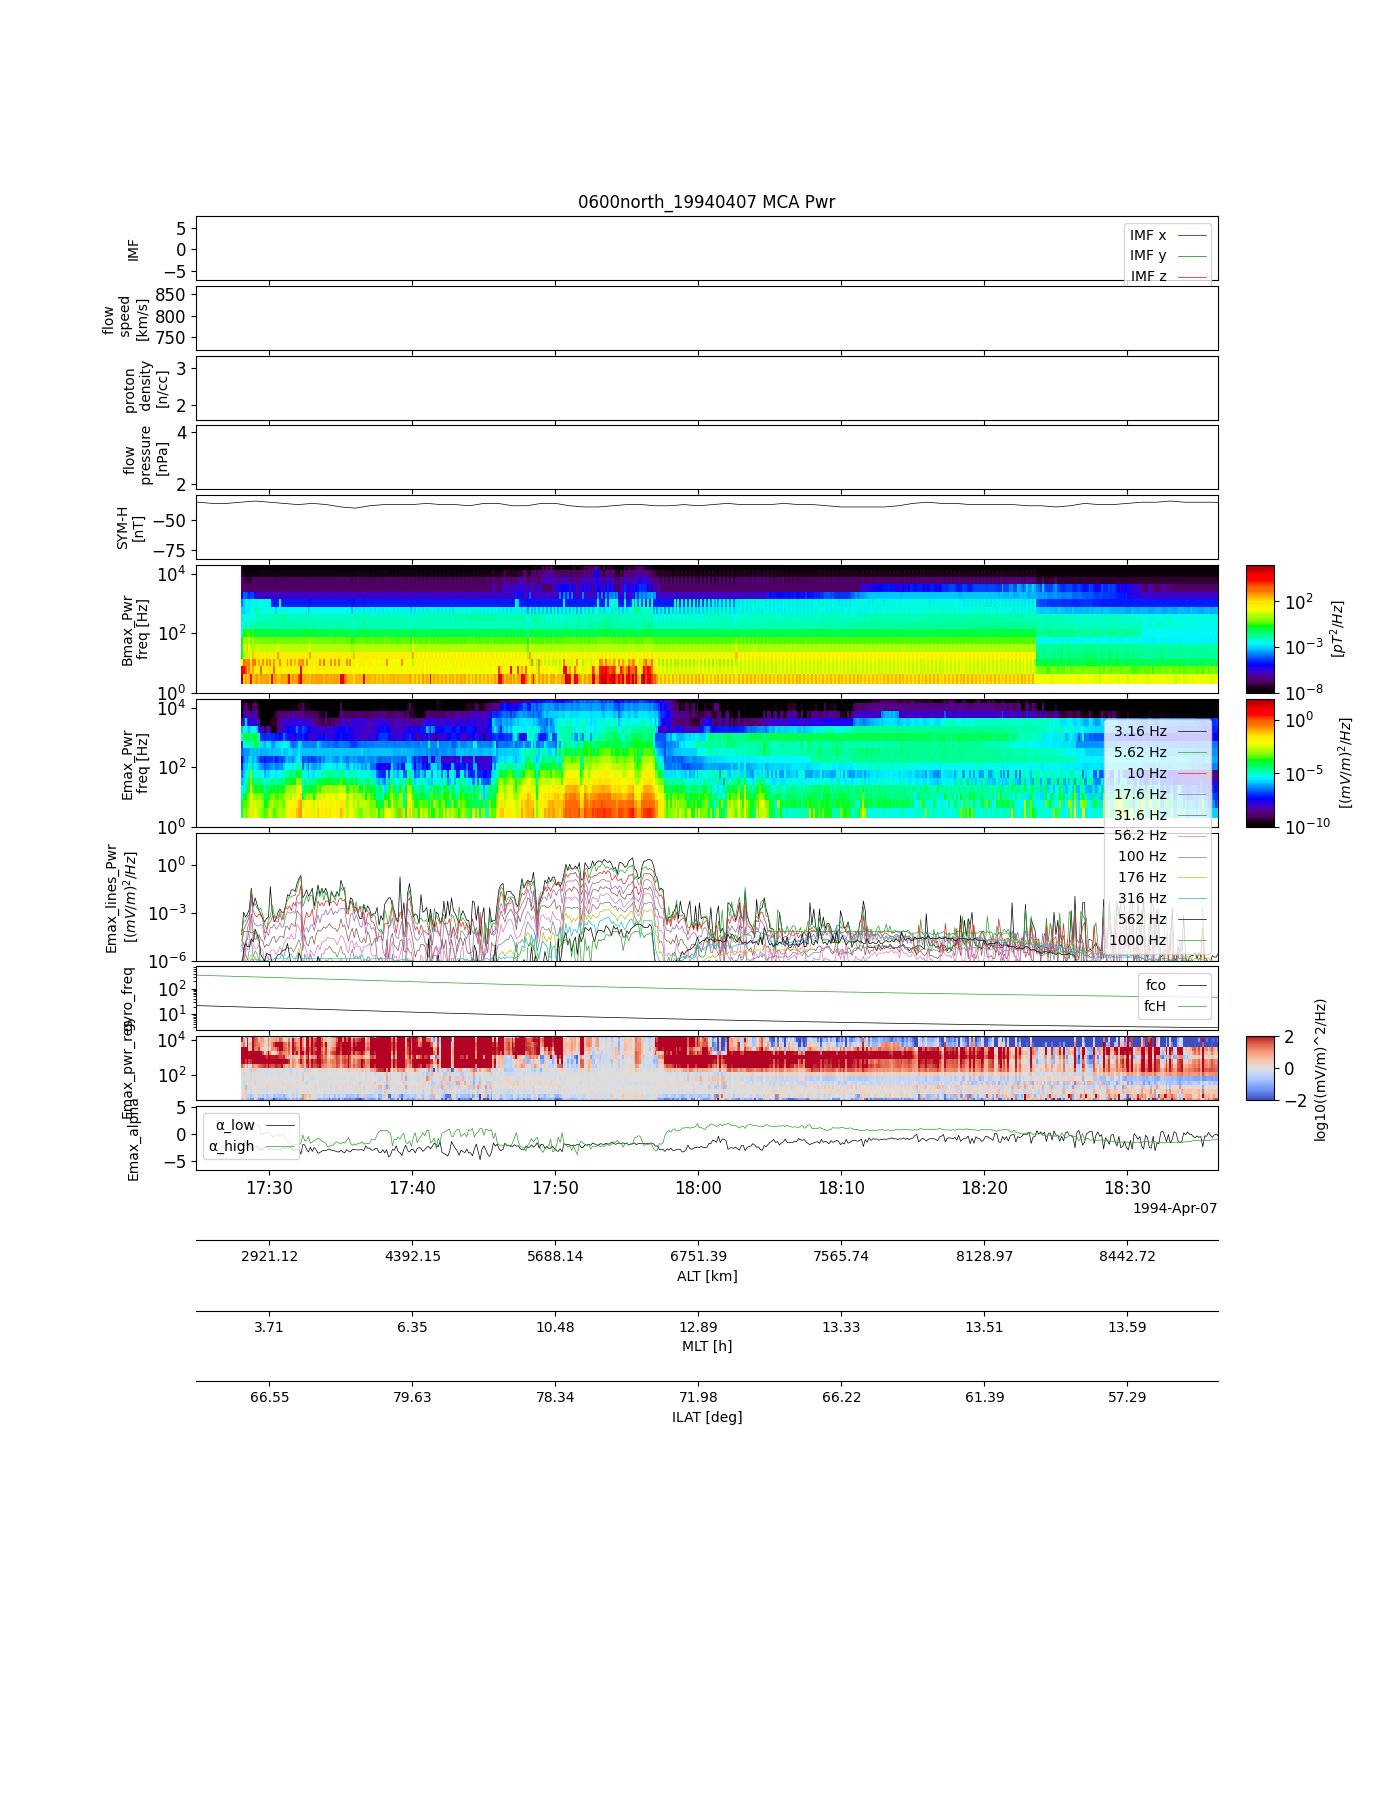 0600north_19940407 MCA Pwr
IMF
5
0
−5
IMF x
IMF y
IMF z
flow
speed
[km/s]
850
800
750
proton
density
[n/cc]
3
2
flow
pressure
[nPa]
4
2
SYM-H
[nT]
−50
−75
Bmax_Pwr
freq [Hz]
10^4
10^2
10^0
10^2
10^−3
10^−8
[pT^2/Hz]
Emax_Pwr
freq [Hz]
10^4
10^2
10^0
10^0
10^−5
10^−10
[(mV/m)^2/Hz]
3.16 Hz
5.62 Hz
10 Hz
17.6 Hz
31.6 Hz
56.2 Hz
100 Hz
176 Hz
316 Hz
562 Hz
1000 Hz
Emax_lines_Pwr
[(mV/m)^2/Hz]
10^0
10^−3
10^−6
gyro_freq
10^2
10^1
fco
fcH
Emax_pwr_reg
10^4
10^2
2
0
−2
log10((mV/m)^2/Hz)
Emax_alpha
5
0
−5
α_low
α_high
17:30 17:40 17:50 18:00 18:10 18:20 18:30
1994-Apr-07
2921.12 4392.15 5688.14 6751.39 7565.74 8128.97 8442.72
ALT [km]
3.71 6.35 10.48 12.89 13.33 13.51 13.59
MLT [h]
66.55 79.63 78.34 71.98 66.22 61.39 57.29
ILAT [deg]